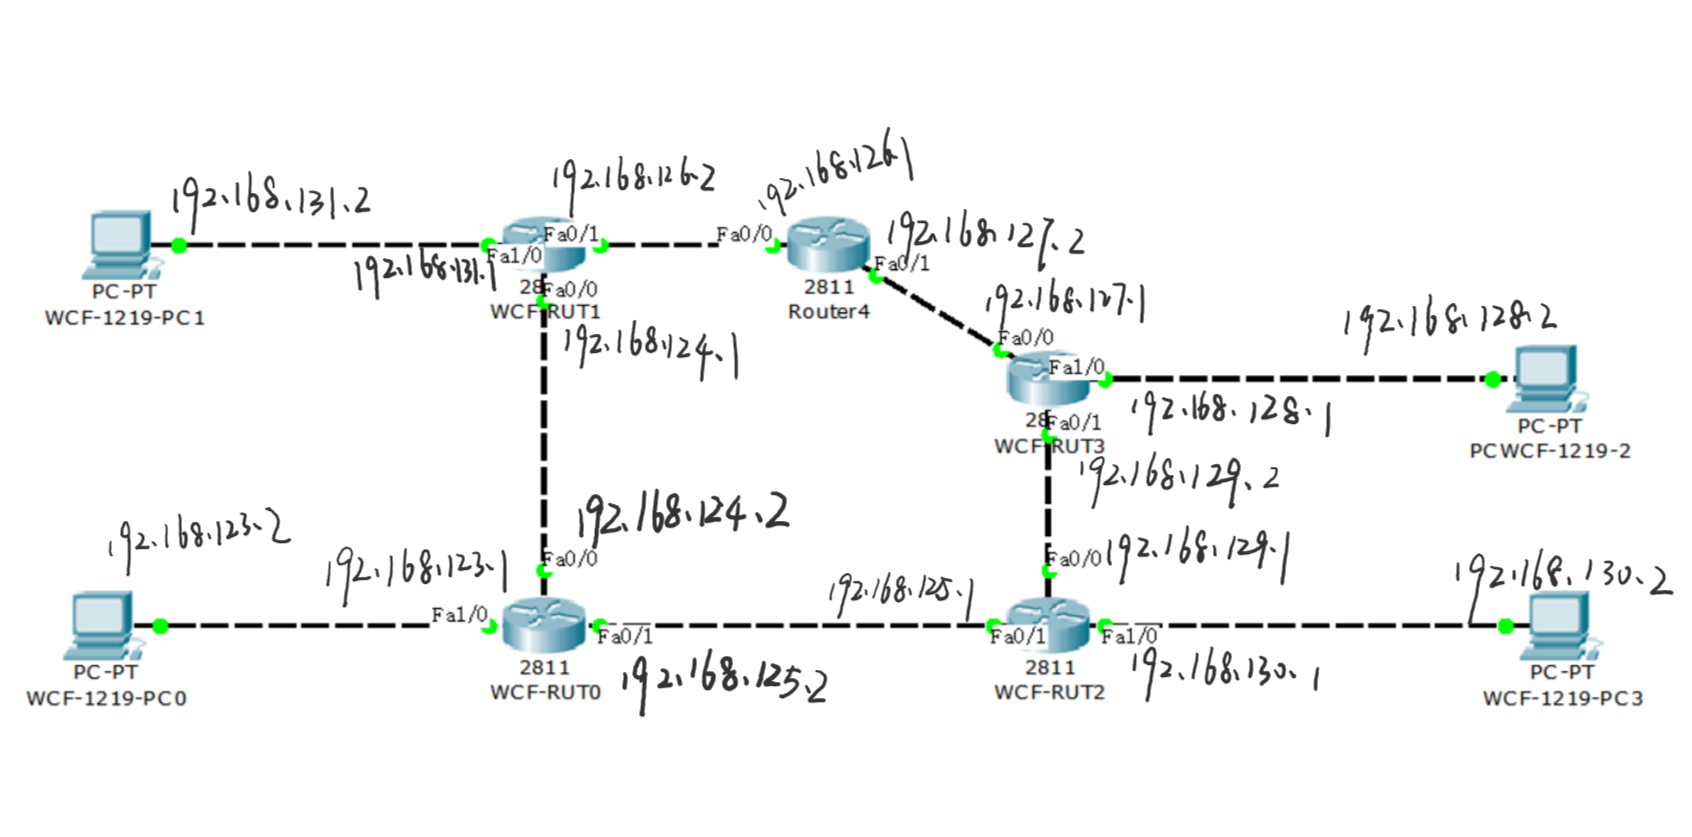 192.168.126.2
192.168.126.1
192.168.131.2
Fa0/1
Fa0/0
192.168.127.2
192.168.131.1
Fa1/0
Fa0/1
PC-PT
WCF-1219-PC1
28
Fa0/0
WCF-RUT1
2811
Router4
192.168.127.1
192.168.128.2
192.168.124.1
Fa0/0
Fa1/0
192.168.128.1
28
Fa0/1
WCF-RUT3
PC-PT
PCWCF-1219-2
192.168.129.2
192.168.124.2
192.168.123.2
192.168.123.1
Fa0/0
Fa0/0
192.168.129.1
192.168.125.1
192.168.130.2
Fa1/0
Fa0/1
Fa0/1
Fa1/0
PC-PT
WCF-1219-PC0
2811
WCF-RUT0
192.168.125.2
2811
WCF-RUT2
192.168.130.1
PC-PT
WCF-1219-PC3